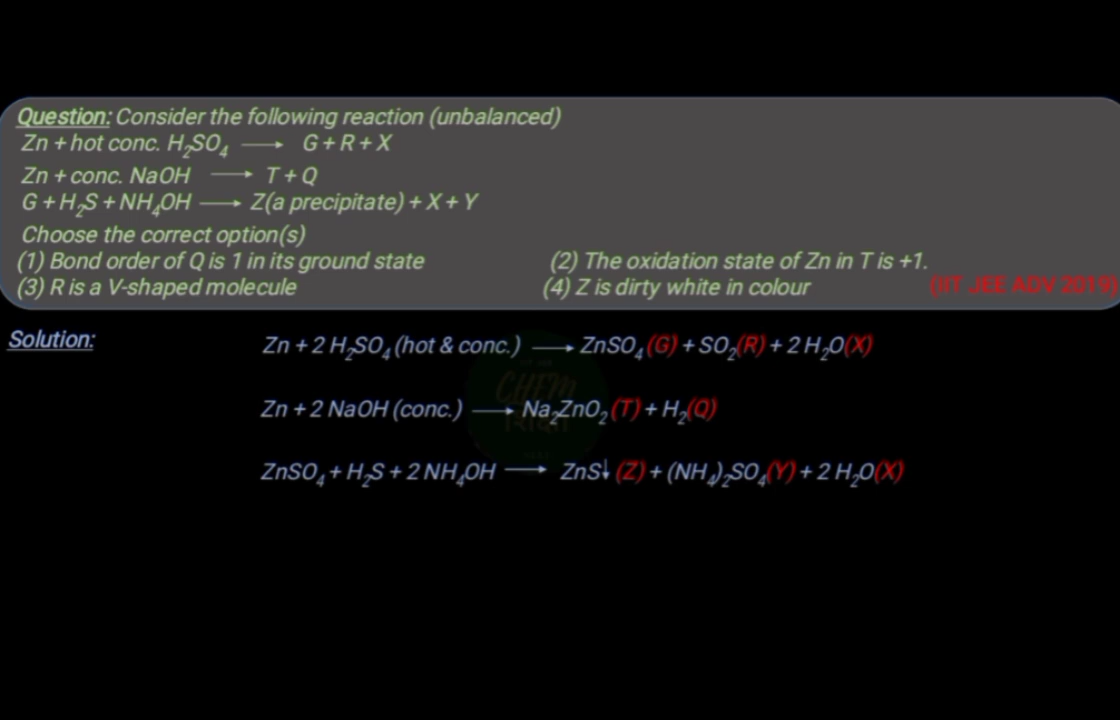 Question: Consider the following reaction (unbalanced)
Zn + hot conc. H₂SO₄ ⟶ G + R + X
Zn + conc. NaOH ⟶ T + Q
G + H₂S + NH₄OH ⟶ Z(a precipitate) + X + Y
Choose the correct option(s)
(1) Bond order of Q is 1 in its ground state (2) The oxidation state of Zn in T is +1.
(3) R is a V-shaped molecule (4) Z is dirty white in colour (IIT JEE ADV 2019)
Solution:
Zn + 2 H₂SO₄ (hot & conc.) ⟶ ZnSO₄ (G) + SO₂(R) + 2 H₂O(X)
CHEM
Zn + 2 NaOH (conc.) ⟶ Na₂ZnO₂ (T) + H₂(Q)
ZnSO₄ + H₂S + 2 NH₄OH ⟶ ZnS↓ (Z) + (NH₄)₂SO₄(Y) + 2 H₂O(X)